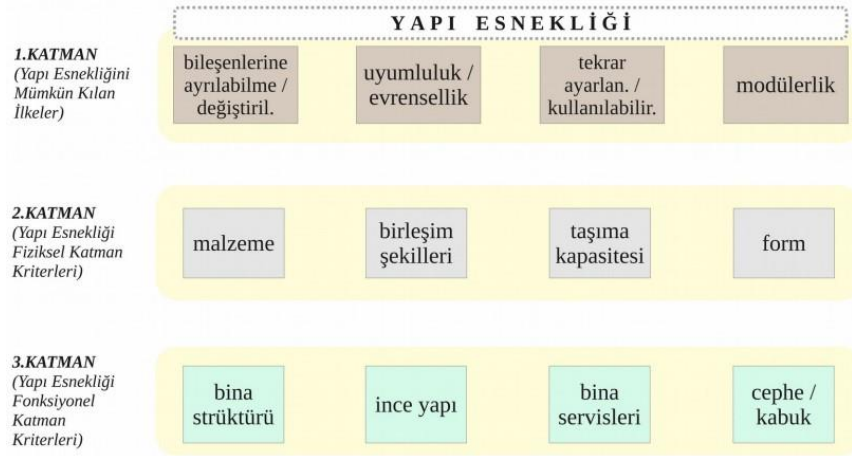 YAPI ESNEKLİĞİ
1.KATMAN
(Yapı Esnekliğini
Mümkün Kılan
İlkeler)
bileşenlerine
ayrılabilme /
değiştiril.
uyumluluk /
evrensellik
tekrar
ayarlan. /
kullanılabilir.
modülerlik
2.KATMAN
(Yapı Esnekliği
Fiziksel Katman
Kriterleri)
malzeme
birleşim
şekilleri
taşıma
kapasitesi
form
3.KATMAN
(Yapı Esnekliği
Fonksiyonel
Katman
Kriterleri)
bina
strüktürü
ince yapı
bina
servisleri
cephe /
kabuk